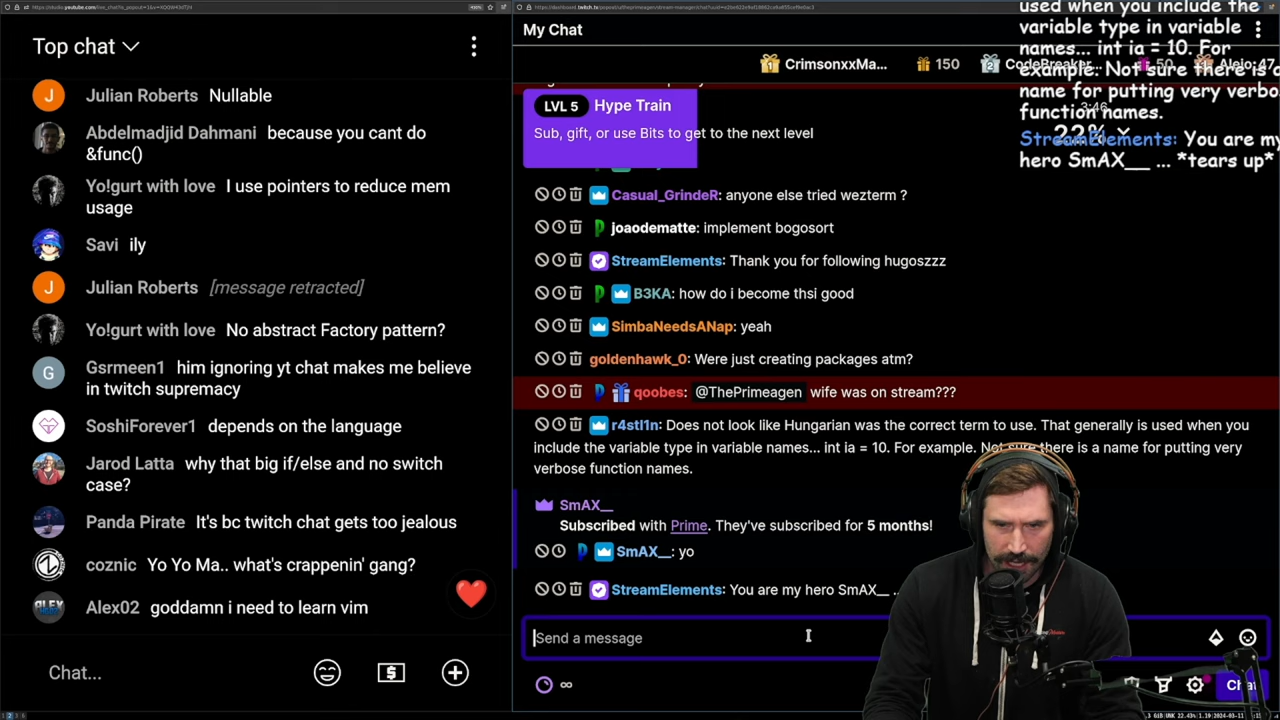 Top chat
Julian Roberts Nullable
Abdelmadjid Dahmani because you cant do
&func()
Yo!gurt with love I use pointers to reduce mem
usage
Savi ily
Julian Roberts [message retracted]
Yo!gurt with love No abstract Factory pattern?
Gsrmeen1 him ignoring yt chat makes me believe
in twitch supremacy
SoshiForever1 depends on the language
Jarod Latta why that big if/else and no switch
case?
Panda Pirate It's bc twitch chat gets too jealous
coznic Yo Yo Ma.. what's crappenin' gang?
Alex02 goddamn i need to learn vim
Chat...
My Chat
CrimsonxxMa... 150 CodeBreaker... 50 Alejo: 47
LVL 5 Hype Train
Sub, gift, or use Bits to get to the next level
3:46
22%
Casual_GrindeR: anyone else tried wezterm ?
joaodematte: implement bogosort
StreamElements: Thank you for following hugoszzz
B3KA: how do i become thsi good
SimbaNeedsANap: yeah
goldenhawk_0: Were just creating packages atm?
qoobes: @ThePrimeagen wife was on stream???
r4stl1n: Does not look like Hungarian was the correct term to use. That generally is used when you
include the variable type in variable names... int ia = 10. For example. Not sure there is a name for putting very
verbose function names.
SmAX__
Subscribed with Prime. They've subscribed for 5 months!
SmAX__: yo
StreamElements: You are my hero SmAX__ ..
Send a message
used when you include the
variable type in variable
names... int ia = 10. For
example. Not sure there is a
name for putting very verbose
function names.
StreamElements: You are my
hero SmAX__ ... *tears up*